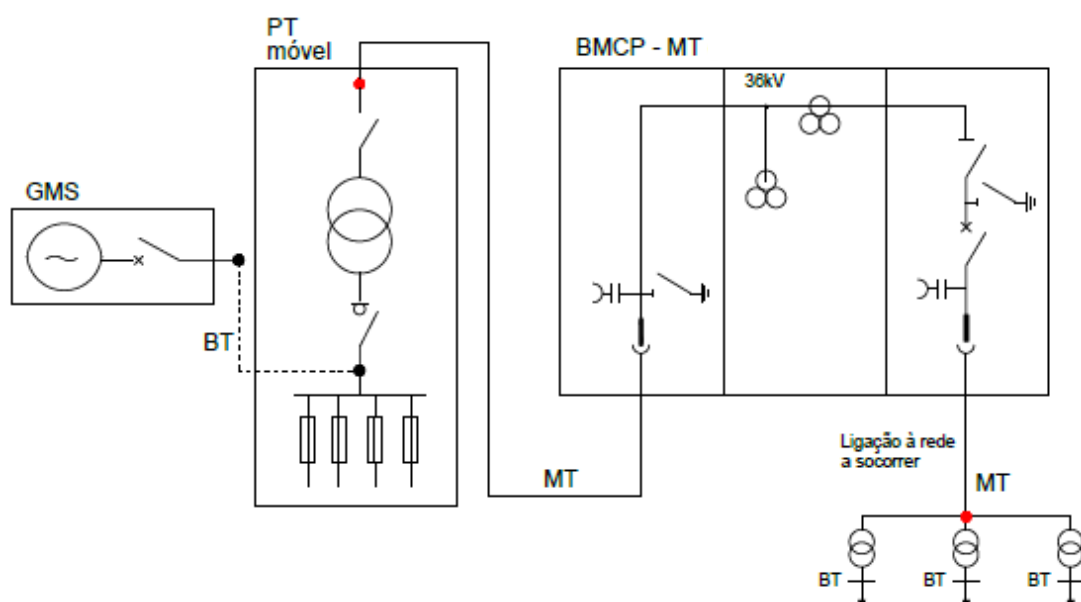 PT
móvel
BMCP - MT
36kV
GMS
BT
MT
Ligação à rede
a socorrer
MT
BT
BT
BT